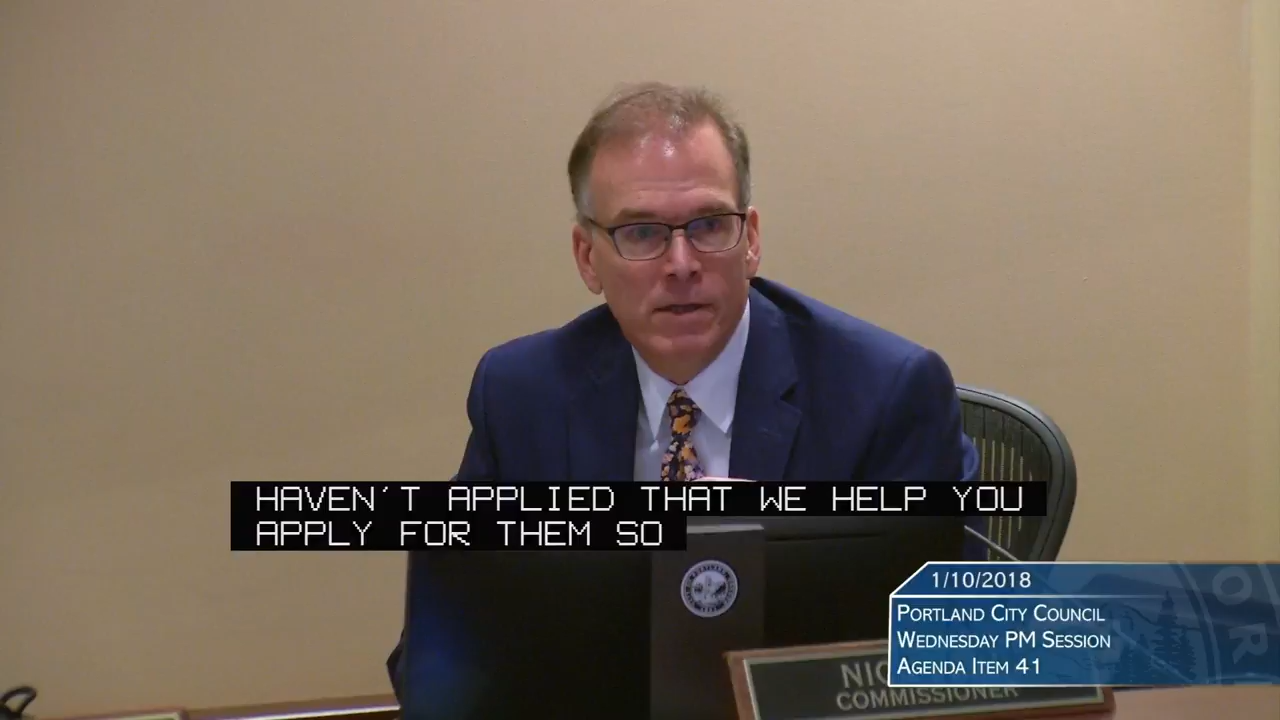 HAVEN'T APPLIED THAT WE HELP YOU
APPLY FOR THEM SO
1/10/2018
PORTLAND CITY COUNCIL
WEDNESDAY PM SESSION
AGENDA ITEM 41
COMMISSIONER